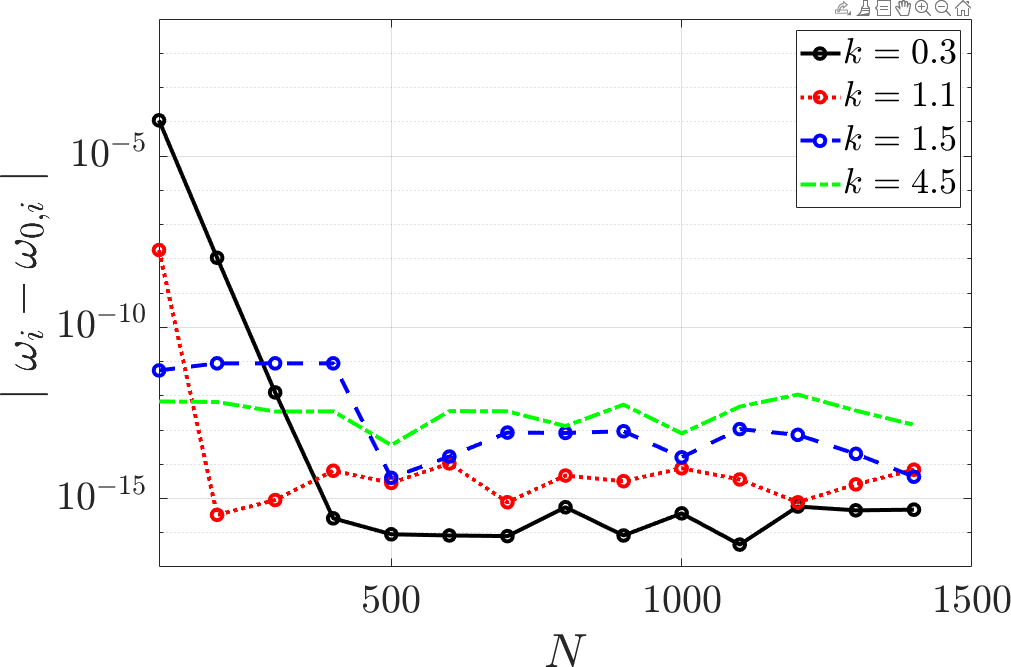 k = 0.3
k = 1.1
k = 1.5
k = 4.5
10^{-5}
10^{-10}
10^{-15}
| ω_i − ω_{0,i} |
500 1000 1500
N